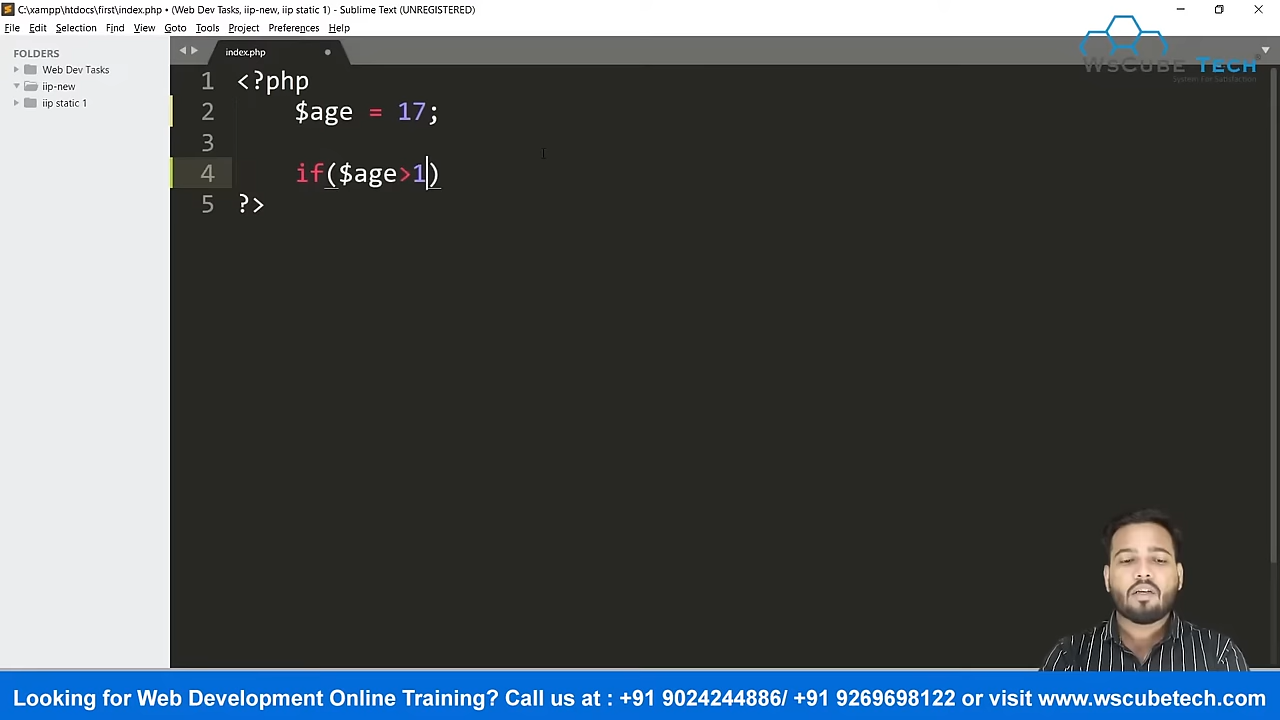 C:\xampp\htdocs\first\index.php • (Web Dev Tasks, iip-new, iip static 1) - Sublime Text (UNREGISTERED)
File Edit Selection Find View Goto Tools Project Preferences Help
FOLDERS
Web Dev Tasks
iip-new
iip static 1
index.php
WsCube Tech
System For Satisfaction
1 <?php
2 $age = 17;
3
4 if($age>1)
5 ?>
Looking for Web Development Online Training? Call us at : +91 9024244886/ +91 9269698122 or visit www.wscubetech.com